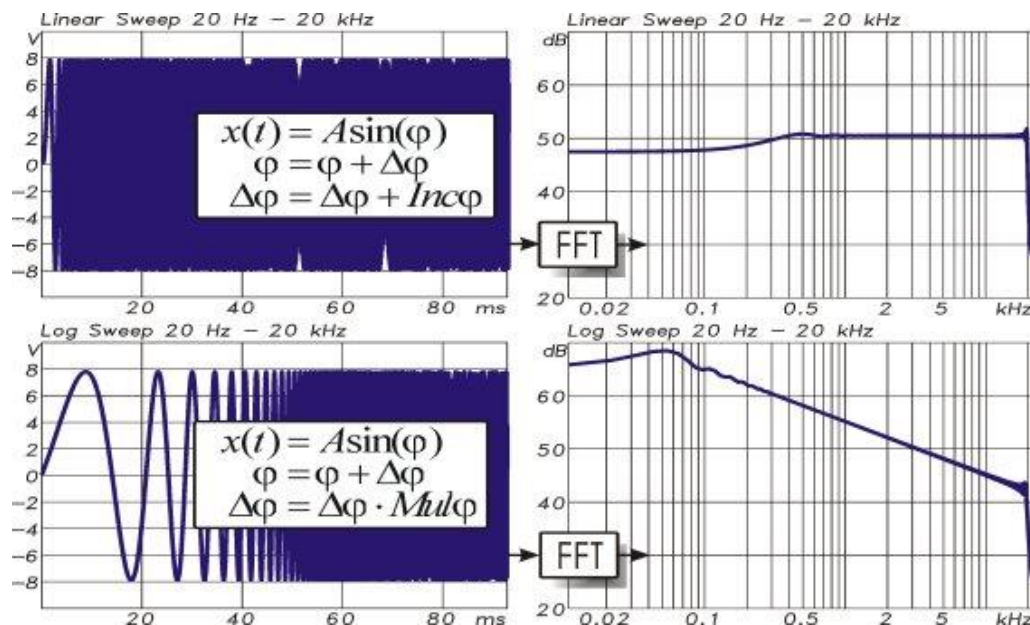 Linear Sweep 20 Hz – 20 kHz
V
8
6
4
2
0
−2
−4
−6
−8
x(t) = Asin(φ)
φ = φ + Δφ
Δφ = Δφ + Incφ
20 40 60 80 ms
FFT
Linear Sweep 20 Hz – 20 kHz
dB
60
50
40
20
0.02 0.1 0.5 2 5 kHz
Log Sweep 20 Hz – 20 kHz
V
8
6
4
2
0
−2
−4
−6
−8
x(t) = Asin(φ)
φ = φ + Δφ
Δφ = Δφ · Mulφ
20 40 60 80 ms
FFT
Log Sweep 20 Hz – 20 kHz
dB
60
50
40
20
0.02 0.1 0.5 2 5 kHz